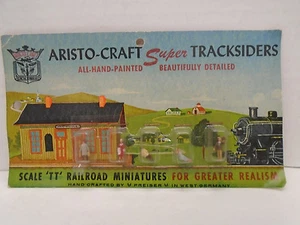 ARISTO-CRAFT Super TRACKSIDERS
ALL-HAND-PAINTED BEAUTIFULLY DETAILED
SCALE 'TT' RAILROAD MINIATURES FOR GREATER REALISM
HAND CRAFTED BY PREISER IN WEST GERMANY